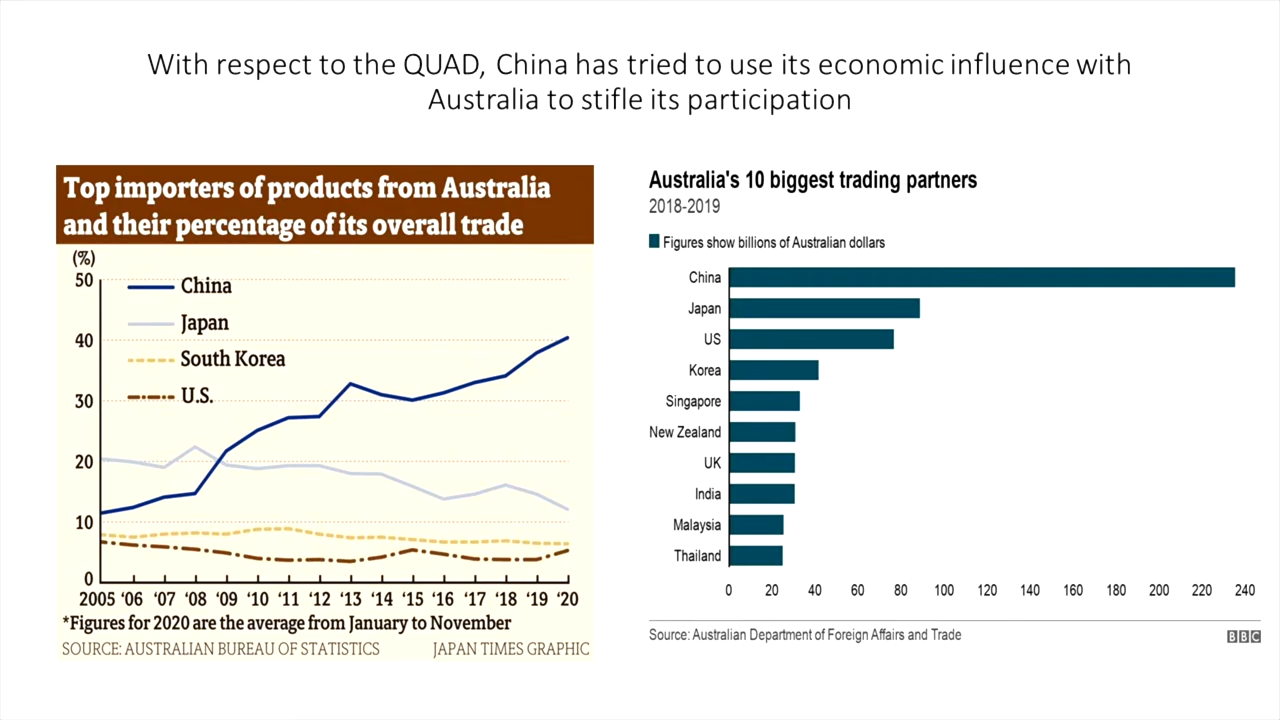 With respect to the QUAD, China has tried to use its economic influence with
Australia to stifle its participation
Top importers of products from Australia
and their percentage of its overall trade
(%)
50
40
30
20
10
0
China
Japan
South Korea
U.S.
2005 '06 '07 '08 '09 '10 '11 '12 '13 '14 '15 '16 '17 '18 '19 '20
*Figures for 2020 are the average from January to November
SOURCE: AUSTRALIAN BUREAU OF STATISTICS JAPAN TIMES GRAPHIC
Australia's 10 biggest trading partners
2018-2019
Figures show billions of Australian dollars
China
Japan
US
Korea
Singapore
New Zealand
UK
India
Malaysia
Thailand
0 20 40 60 80 100 120 140 160 180 200 220 240
Source: Australian Department of Foreign Affairs and Trade
BBC